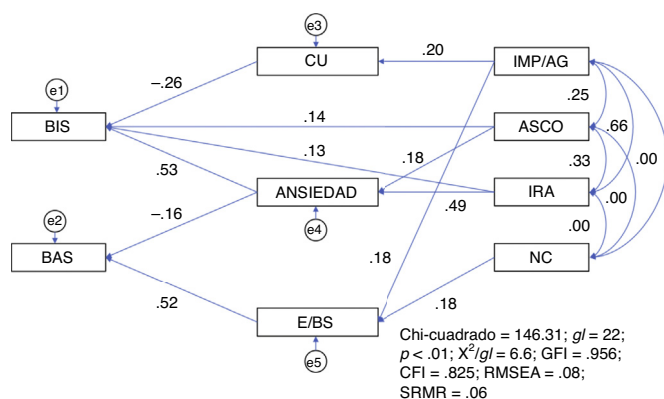 e3
CU
.20
IMP/AG
–.26
.25
e1
BIS
.14
ASCO
.66
.13
.18
.33
.00
.53
ANSIEDAD
IRA
.00
e2
–.16
e4
.49
.00
BAS
.18
NC
.52
.18
E/BS
e5
Chi-cuadrado = 146.31; gl = 22;
p < .01; X²/gl = 6.6; GFI = .956;
CFI = .825; RMSEA = .08;
SRMR = .06